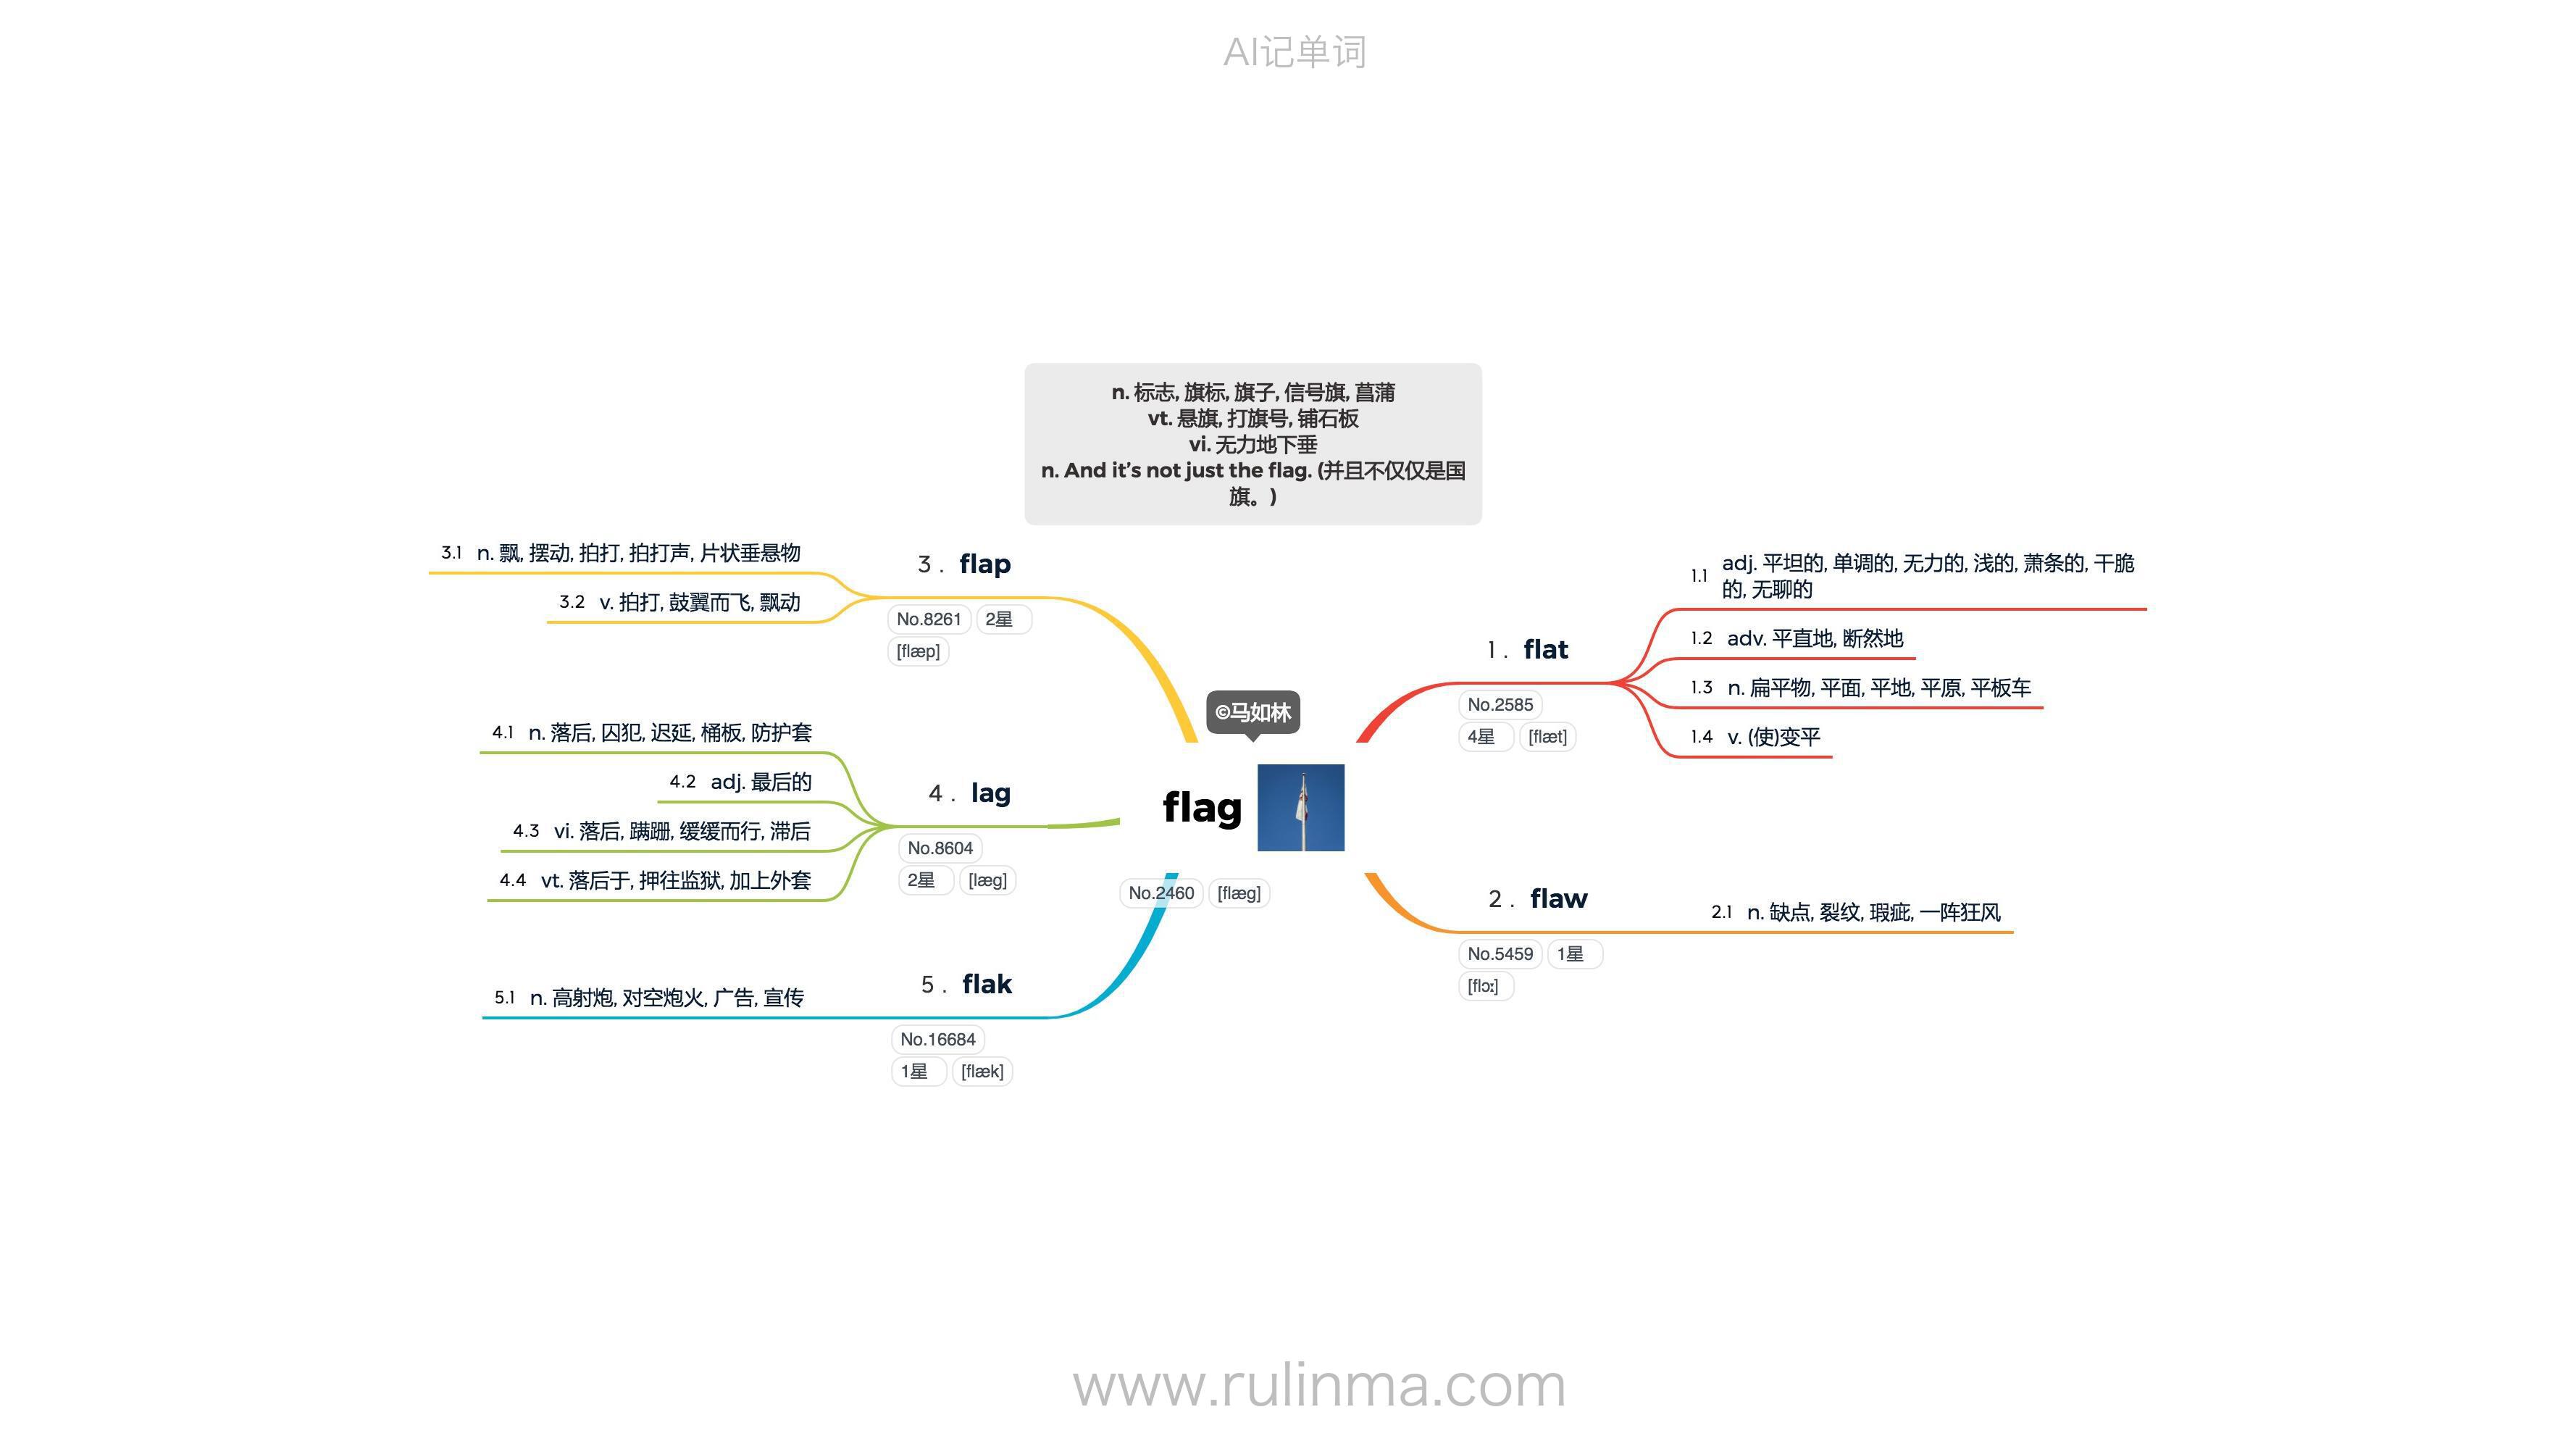 AI记单词
n. 标志, 旗标, 旗子, 信号旗, 菖蒲
vt. 悬旗, 打旗号, 铺石板
vi. 无力地下垂
n. And it’s not just the flag. (并且不仅仅是国
旗。)
©马如林
flag
No.2460 [flæg]
1. flat
No.2585
4星 [flæt]
1.1 adj. 平坦的, 单调的, 无力的, 浅的, 萧条的, 干脆
的, 无聊的
1.2 adv. 平直地, 断然地
1.3 n. 扁平物, 平面, 平地, 平原, 平板车
1.4 v. (使)变平
2. flaw
No.5459 1星
[flɔː]
2.1 n. 缺点, 裂纹, 瑕疵, 一阵狂风
3. flap
No.8261 2星
[flæp]
3.1 n. 飘, 摆动, 拍打, 拍打声, 片状垂悬物
3.2 v. 拍打, 鼓翼而飞, 飘动
4. lag
No.8604
2星 [læg]
4.1 n. 落后, 囚犯, 迟延, 桶板, 防护套
4.2 adj. 最后的
4.3 vi. 落后, 蹒跚, 缓缓而行, 滞后
4.4 vt. 落后于, 押往监狱, 加上外套
5. flak
No.16684
1星 [flæk]
5.1 n. 高射炮, 对空炮火, 广告, 宣传
www.rulinma.com